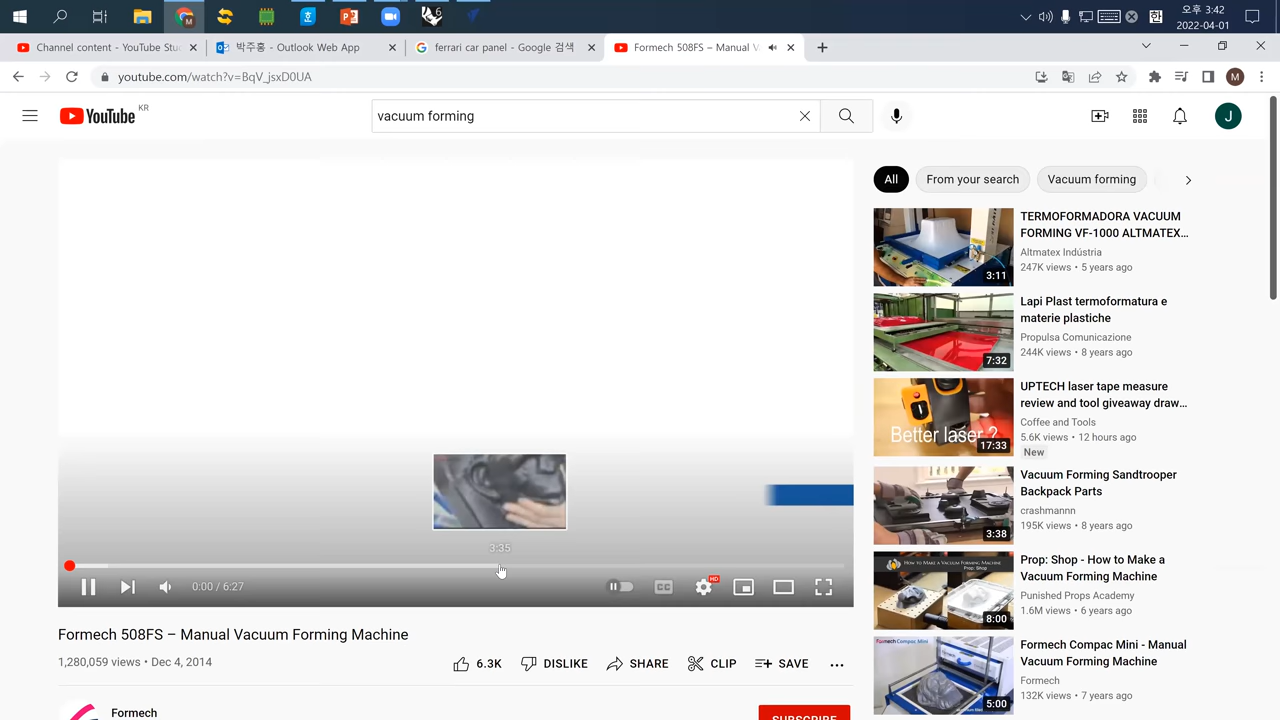 오후 3:42
2022-04-01
Channel content - YouTube Stu
박주홍 - Outlook Web App
ferrari car panel - Google 검색
Formech 508FS – Manual V
youtube.com/watch?v=BqV_jsxD0UA
M
YouTube KR
vacuum forming
J
All
From your search
Vacuum forming
TERMOFORMADORA VACUUM
FORMING VF-1000 ALTMATEX…
Altmatex Indústria
247K views • 5 years ago
3:11
Lapi Plast termoformatura e
materie plastiche
Propulsa Comunicazione
244K views • 8 years ago
7:32
UPTECH laser tape measure
review and tool giveaway draw…
Coffee and Tools
5.6K views • 12 hours ago
New
Better laser ?
17:33
Vacuum Forming Sandtrooper
Backpack Parts
crashmannn
195K views • 8 years ago
3:38
HOW TO MAKE A VACUUM FORMING MACHINE
Prop: Shop
Prop: Shop - How to Make a
Vacuum Forming Machine
Punished Props Academy
1.6M views • 6 years ago
8:00
Formech Compac Mini
Formech Compac Mini - Manual
Vacuum Forming Machine
Formech
132K views • 7 years ago
5:00
3:35
0:00 / 6:27
CC
HD
Formech 508FS – Manual Vacuum Forming Machine
1,280,059 views • Dec 4, 2014
6.3K
DISLIKE
SHARE
CLIP
SAVE
Formech
SUBSCRIBE